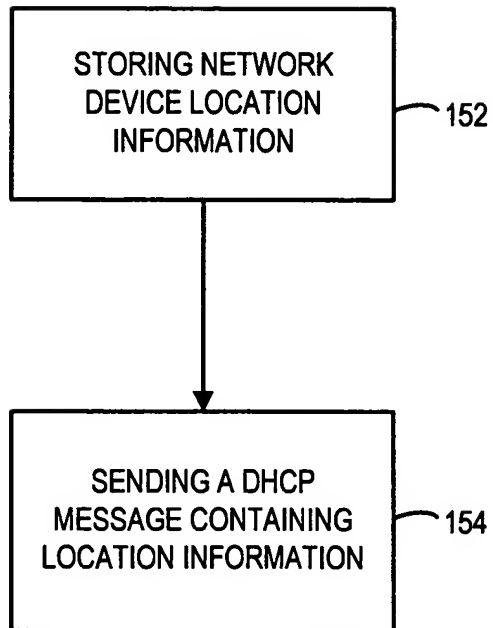 STORING NETWORK
DEVICE LOCATION
INFORMATION
152
SENDING A DHCP
MESSAGE CONTAINING
LOCATION INFORMATION
154